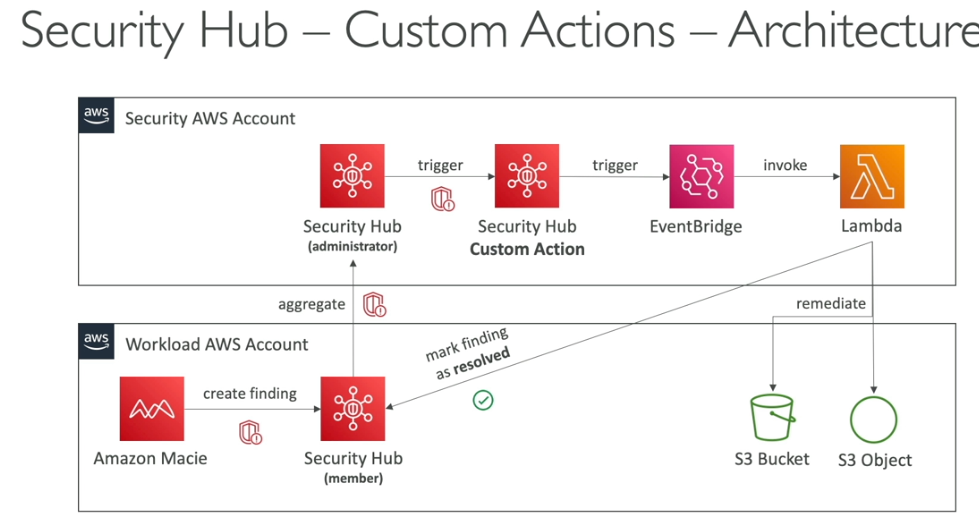 Security Hub – Custom Actions – Architecture
aws
Security AWS Account
trigger
trigger
invoke
Security Hub
(administrator)
Security Hub
Custom Action
EventBridge
Lambda
aggregate
remediate
aws
Workload AWS Account
mark finding
as resolved
create finding
Amazon Macie
Security Hub
(member)
S3 Bucket
S3 Object